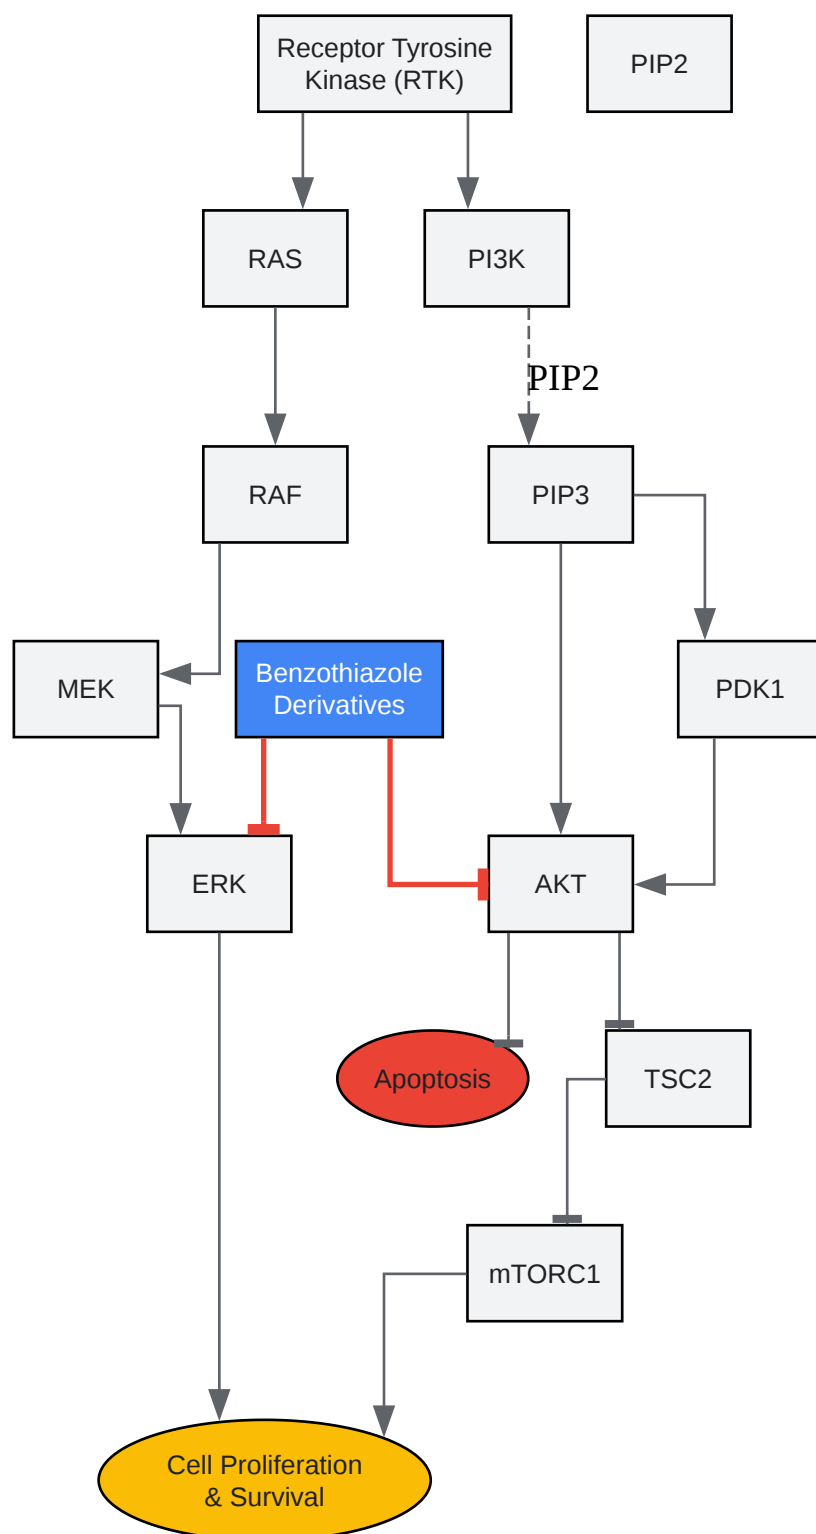 Receptor Tyrosine
Kinase (RTK)
PIP2
RAS
PI3K
PIP2
RAF
PIP3
MEK
Benzothiazole
Derivatives
PDK1
ERK
AKT
Apoptosis
TSC2
mTORC1
Cell Proliferation
& Survival